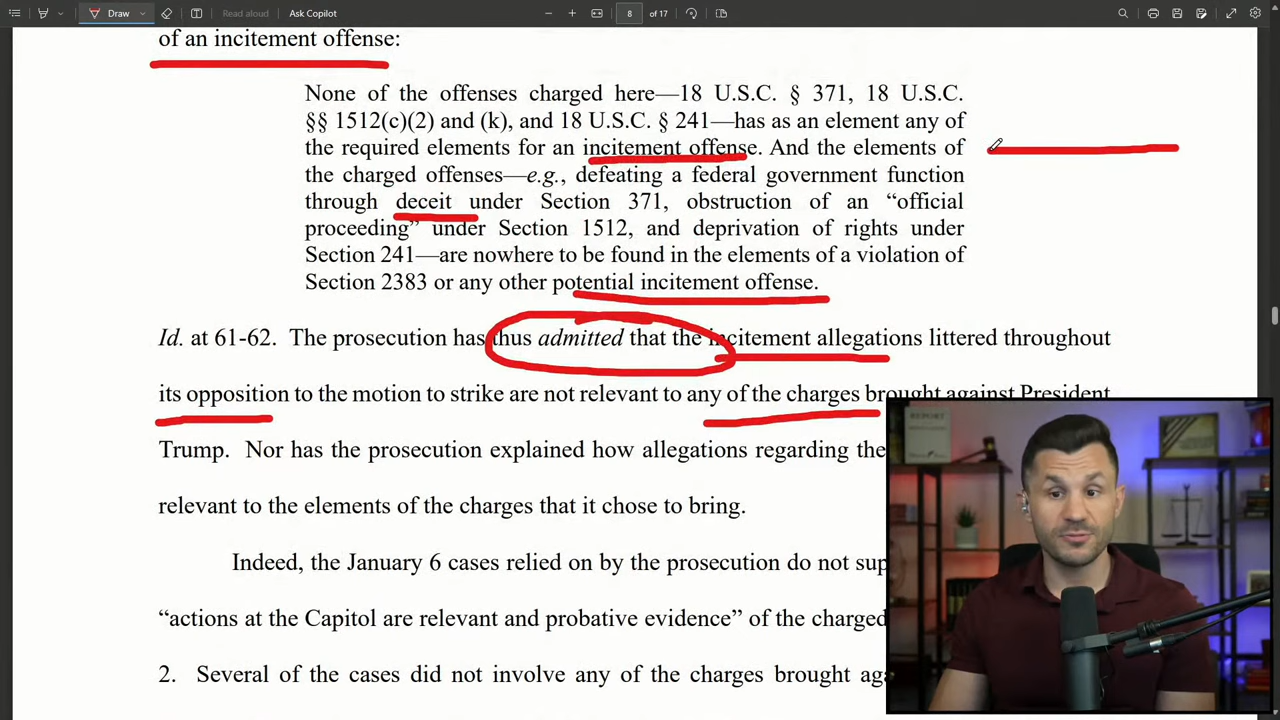 Draw
Read aloud
Ask Copilot
8 of 17
of an incitement offense:
None of the offenses charged here—18 U.S.C. § 371, 18 U.S.C.
§§ 1512(c)(2) and (k), and 18 U.S.C. § 241—has as an element any of
the required elements for an incitement offense. And the elements of
the charged offenses—e.g., defeating a federal government function
through deceit under Section 371, obstruction of an “official
proceeding” under Section 1512, and deprivation of rights under
Section 241—are nowhere to be found in the elements of a violation of
Section 2383 or any other potential incitement offense.
Id. at 61-62. The prosecution has thus admitted that the incitement allegations littered throughout
its opposition to the motion to strike are not relevant to any of the charges brought against President
Trump. Nor has the prosecution explained how allegations regarding the
relevant to the elements of the charges that it chose to bring.
Indeed, the January 6 cases relied on by the prosecution do not sup
“actions at the Capitol are relevant and probative evidence” of the charged
2. Several of the cases did not involve any of the charges brought aga
REPORT